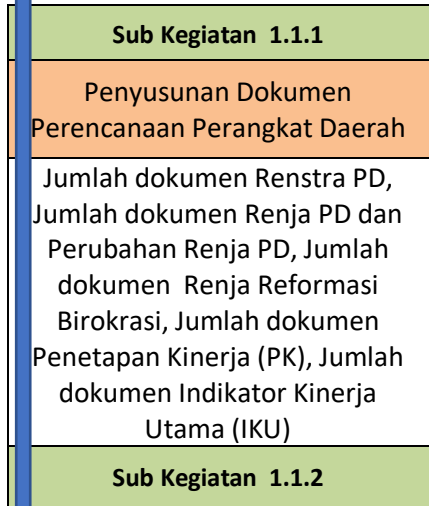 Sub Kegiatan 1.1.1
Penyusunan Dokumen
Perencanaan Perangkat Daerah
Jumlah dokumen Renstra PD,
Jumlah dokumen Renja PD dan
Perubahan Renja PD, Jumlah
dokumen Renja Reformasi
Birokrasi, Jumlah dokumen
Penetapan Kinerja (PK), Jumlah
dokumen Indikator Kinerja
Utama (IKU)
Sub Kegiatan 1.1.2